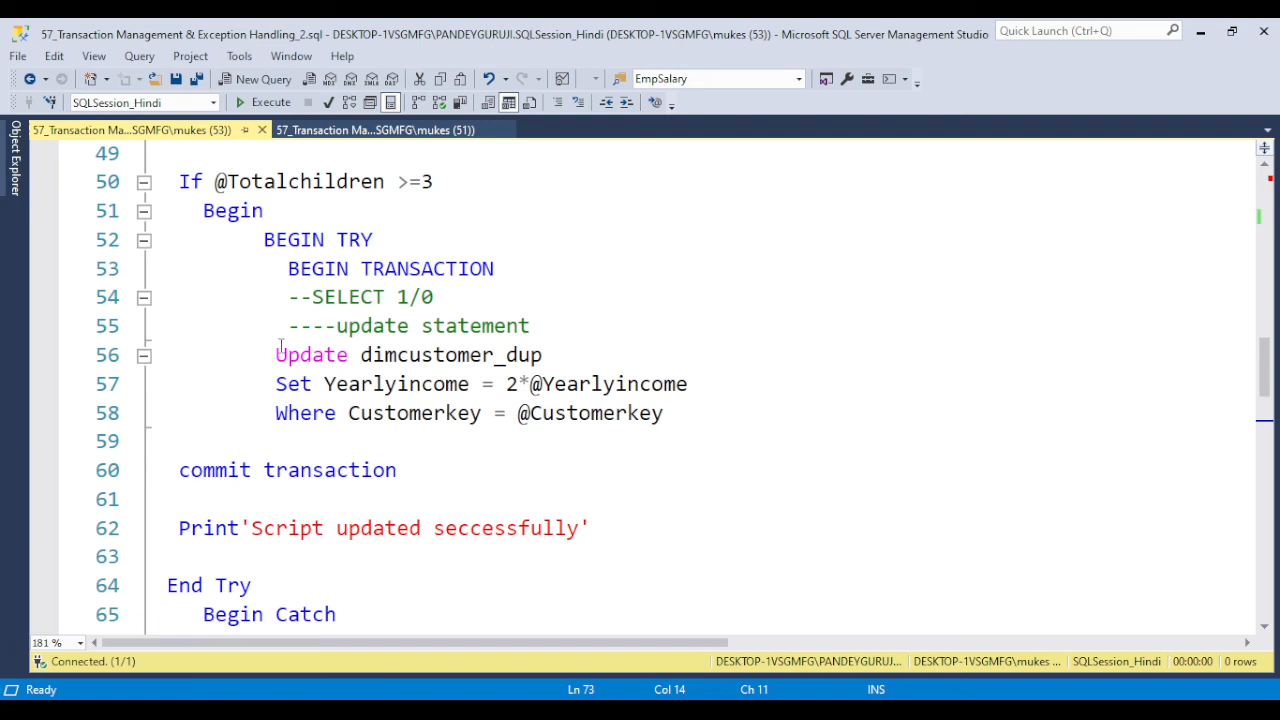 57_Transaction Management & Exception Handling_2.sql - DESKTOP-1VSGMFG\PANDEYGURUJI.SQLSession_Hindi (DESKTOP-1VSGMFG\mukes (53)) - Microsoft SQL Server Management Studio
Quick Launch (Ctrl+Q)
File Edit View Query Project Tools Window Help
New Query
EmpSalary
SQLSession_Hindi
Execute
57_Transaction Ma...SGMFG\mukes (53))
57_Transaction Ma...SGMFG\mukes (51))
Object Explorer
49
50 If @Totalchildren >=3
51 Begin
52 BEGIN TRY
53 BEGIN TRANSACTION
54 --SELECT 1/0
55 ----update statement
56 Update dimcustomer_dup
57 Set Yearlyincome = 2*@Yearlyincome
58 Where Customerkey = @Customerkey
59
60 commit transaction
61
62 Print'Script updated seccessfully'
63
64 End Try
65 Begin Catch
181 %
Connected. (1/1)
DESKTOP-1VSGMFG\PANDEYGURUJ... DESKTOP-1VSGMFG\mukes ... SQLSession_Hindi 00:00:00 0 rows
Ready Ln 73 Col 14 Ch 11 INS